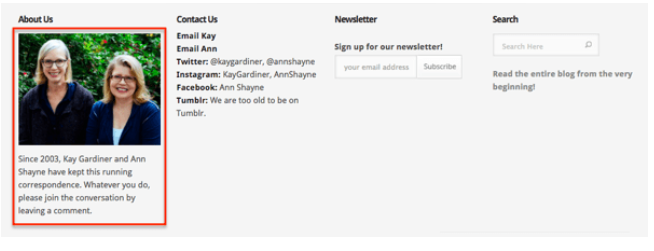 About Us
Since 2003, Kay Gardiner and Ann
Shayne have kept this running
correspondence. Whatever you do,
please join the conversation by
leaving a comment.
Contact Us
Email Kay
Email Ann
Twitter: @kaygardiner, @annshayne
Instagram: KayGardiner, AnnShayne
Facebook: Ann Shayne
Tumblr: We are too old to be on
Tumblr.
Newsletter
Sign up for our newsletter!
your email address
Subscribe
Search
Search Here
Read the entire blog from the very
beginning!